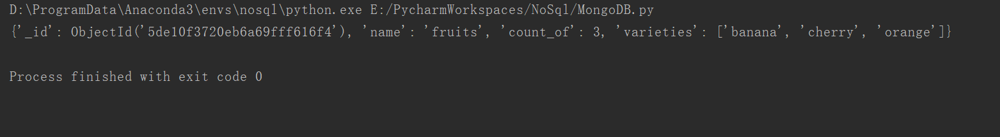 D:\ProgramData\Anaconda3\envs\nosql\python.exe E:/PycharmWorkspaces/NoSql/MongoDB.py
{'_id': ObjectId('5de10f3720eb6a69fff616f4'), 'name': 'fruits', 'count_of': 3, 'varieties': ['banana', 'cherry', 'orange']}
Process finished with exit code 0